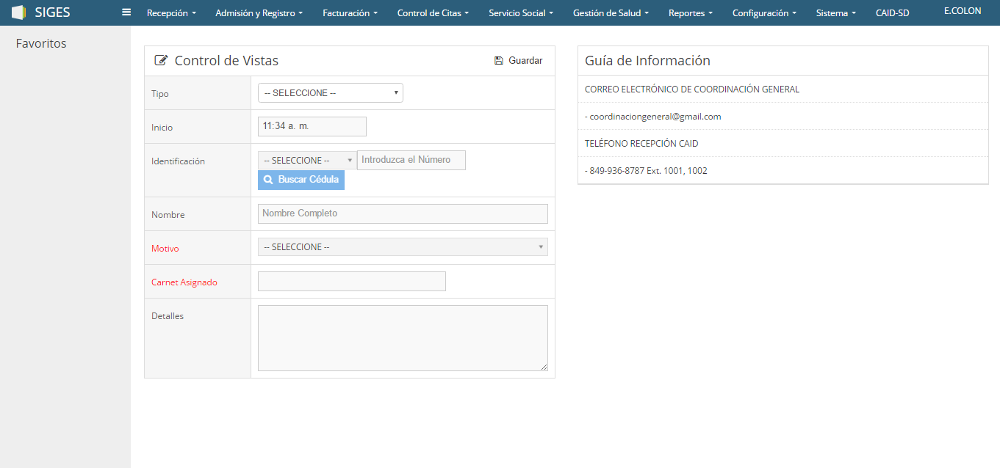 SIGES Recepción Admisión y Registro Facturación Control de Citas Servicio Social Gestión de Salud Reportes Configuración Sistema CAID-SD E.COLON
Favoritos
Control de Vistas Guardar
Tipo -- SELECCIONE --
Inicio 11:34 a. m.
Identificación -- SELECCIONE -- Introduzca el Número
Buscar Cédula
Nombre Nombre Completo
Motivo -- SELECCIONE --
Carnet Asignado
Detalles
Guía de Información
CORREO ELECTRÓNICO DE COORDINACIÓN GENERAL
- coordinaciongeneral@gmail.com
TELÉFONO RECEPCIÓN CAID
- 849-936-8787 Ext. 1001, 1002